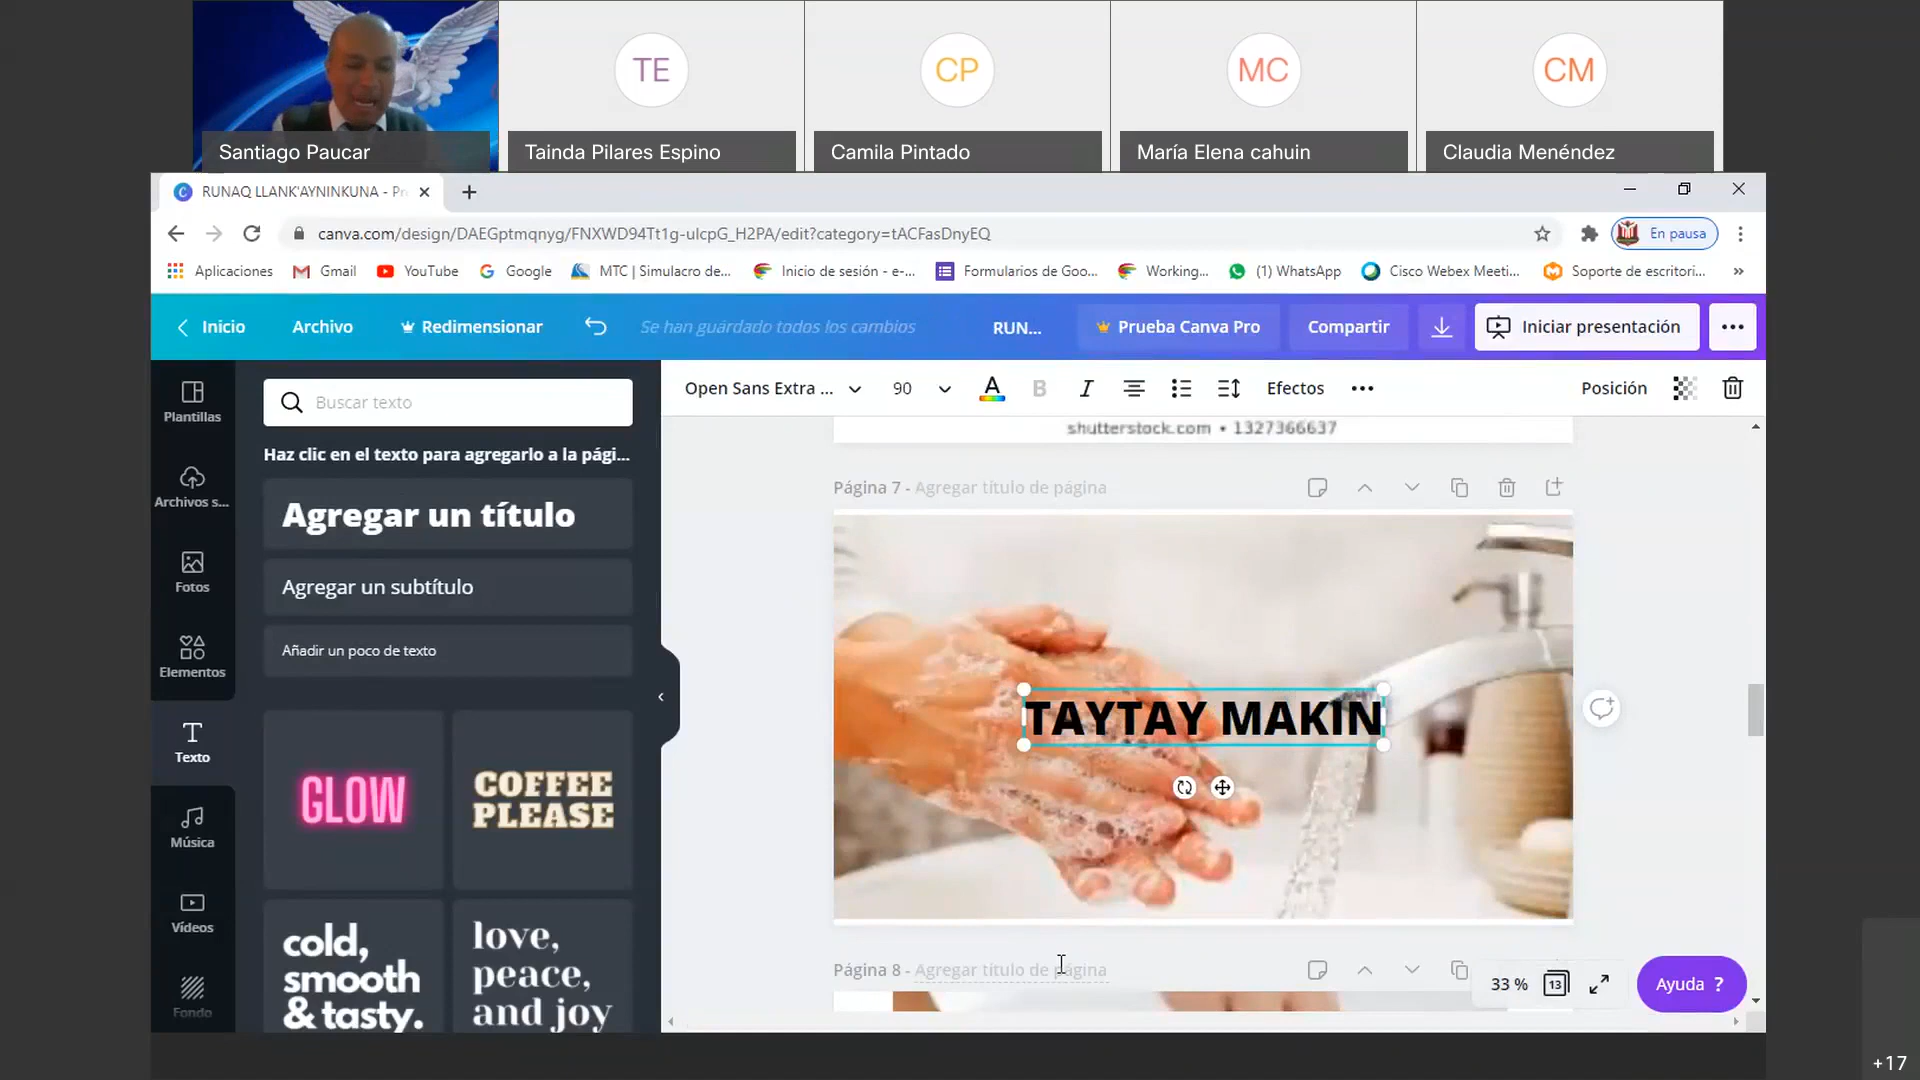 TE
CP
MC
CM
Santiago Paucar
Tainda Pilares Espino
Camila Pintado
María Elena cahuin
Claudia Menéndez
RUNAQ LLANK'AYNINKUNA - Pr
canva.com/design/DAEGptmqnyg/FNXWD94Tt1g-ulcpG_H2PA/edit?category=tACFasDnyEQ
En pausa
Aplicaciones
Gmail
YouTube
Google
MTC | Simulacro de...
Inicio de sesión - e-...
Formularios de Goo...
Working...
(1) WhatsApp
Cisco Webex Meeti...
Soporte de escritori...
»
Inicio
Archivo
Redimensionar
Se han guardado todos los cambios
RUN...
Prueba Canva Pro
Compartir
Iniciar presentación
Plantillas
Archivos s...
Fotos
Elementos
Texto
Música
Vídeos
Fondo
Buscar texto
Haz clic en el texto para agregarlo a la pági...
Agregar un título
Agregar un subtítulo
Añadir un poco de texto
GLOW
COFFEE
PLEASE
cold,
smooth
& tasty.
love,
peace,
and joy
Open Sans Extra ...
90
A
B
I
Efectos
Posición
shutterstock.com • 1327366637
Página 7 - Agregar título de página
TAYTAY MAKIN
Página 8 - Agregar título de página
33 %
13
Ayuda ?
+17